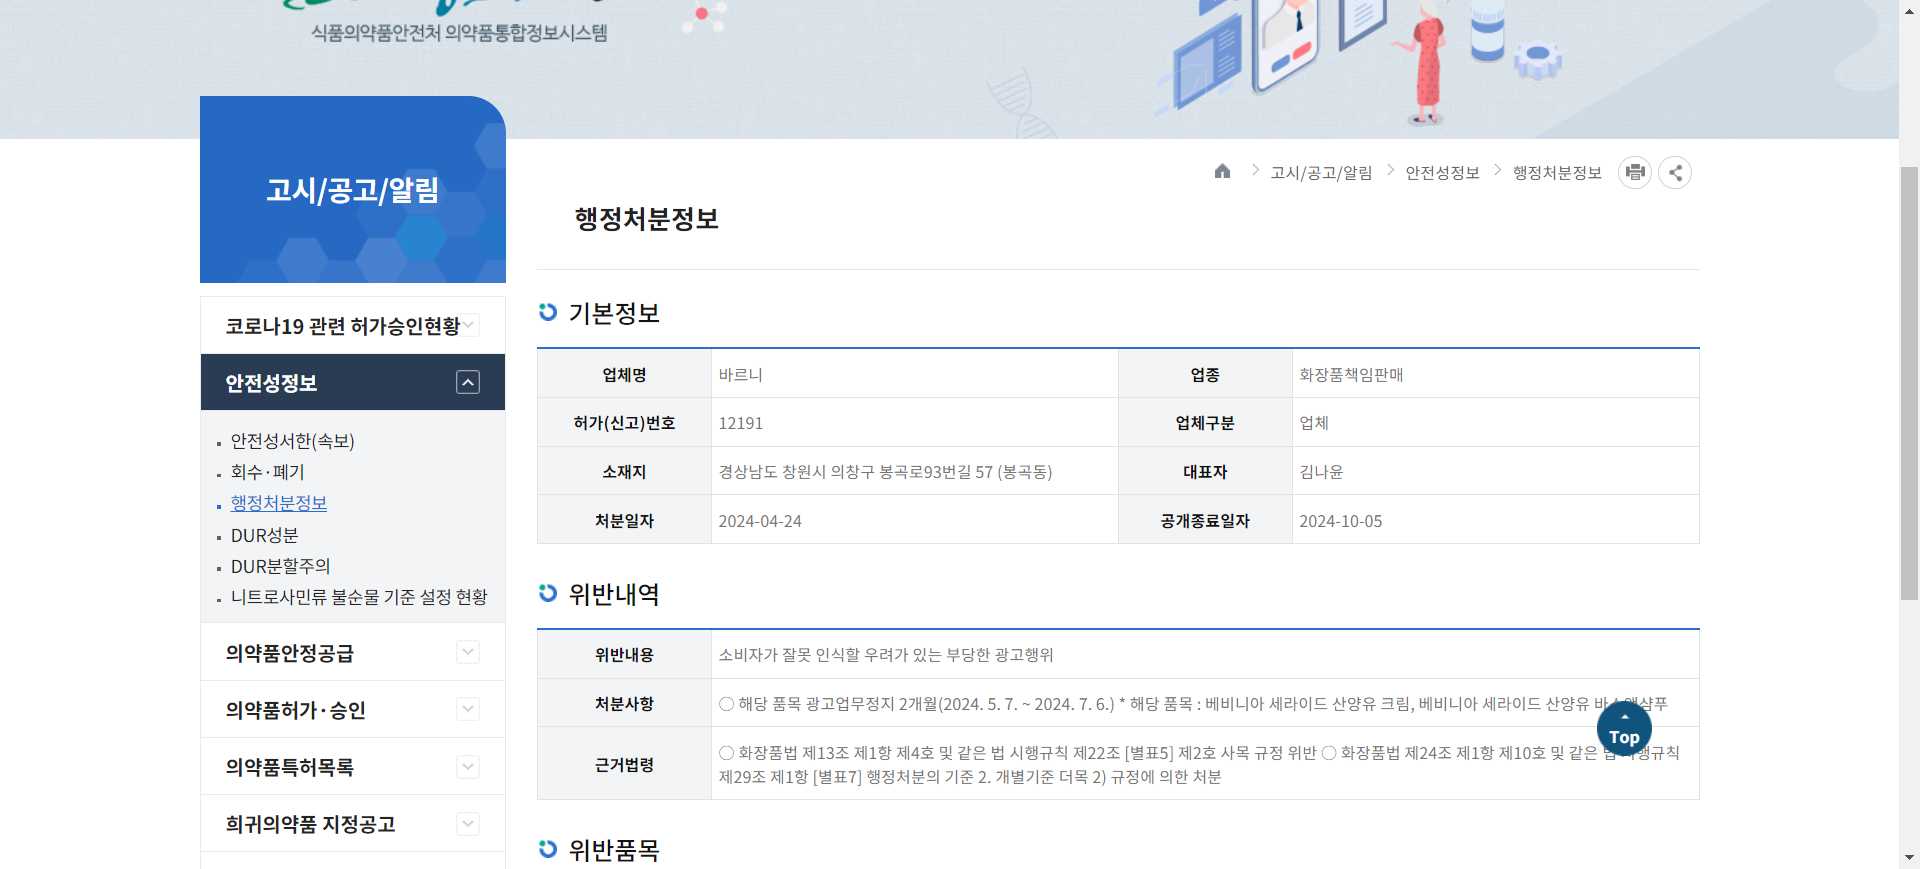 식품의약품안전처 의약품통합정보시스템
고시/공고/알림
고시/공고/알림 안전성정보 행정처분정보
행정처분정보
코로나19 관련 허가승인현황
안전성정보
안전성서한(속보)
회수·폐기
행정처분정보
DUR성분
DUR분할주의
니트로사민류 불순물 기준 설정 현황
의약품안정공급
의약품허가·승인
의약품특허목록
희귀의약품 지정공고
기본정보
업체명 바르니 업종 화장품책임판매
허가(신고)번호 12191 업체구분 업체
소재지 경상남도 창원시 의창구 봉곡로93번길 57 (봉곡동) 대표자 김나윤
처분일자 2024-04-24 공개종료일자 2024-10-05
위반내역
위반내용 소비자가 잘못 인식할 우려가 있는 부당한 광고행위
처분사항 ○ 해당 품목 광고업무정지 2개월(2024. 5. 7. ~ 2024. 7. 6.) * 해당 품목 : 베비니아 세라이드 산양유 크림, 베비니아 세라이드 산양유 바스앤샴푸
근거법령 ○ 화장품법 제13조 제1항 제4호 및 같은 법 시행규칙 제22조 [별표5] 제2호 사목 규정 위반 ○ 화장품법 제24조 제1항 제10호 및 같은 법 시행규칙
제29조 제1항 [별표7] 행정처분의 기준 2. 개별기준 더목 2) 규정에 의한 처분
Top
위반품목